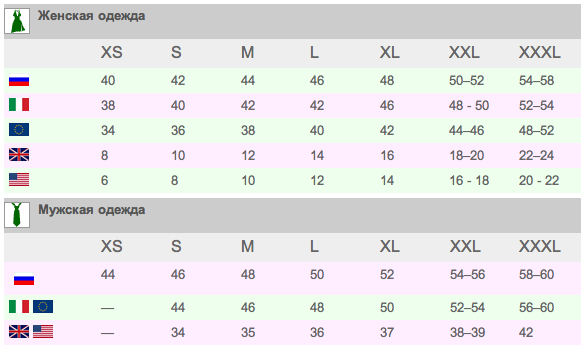 Женская одежда
XS S M L XL XXL XXXL
40 42 44 46 48 50–52 54–58
38 40 42 42 46 48 - 50 52–54
34 36 38 40 42 44–46 48–52
8 10 12 14 16 18–20 22–24
6 8 10 12 14 16 - 18 20 - 22
Мужская одежда
XS S M L XL XXL XXXL
44 46 48 50 52 54–56 58–60
— 44 46 48 50 52–54 56–60
— 34 35 36 37 38–39 42